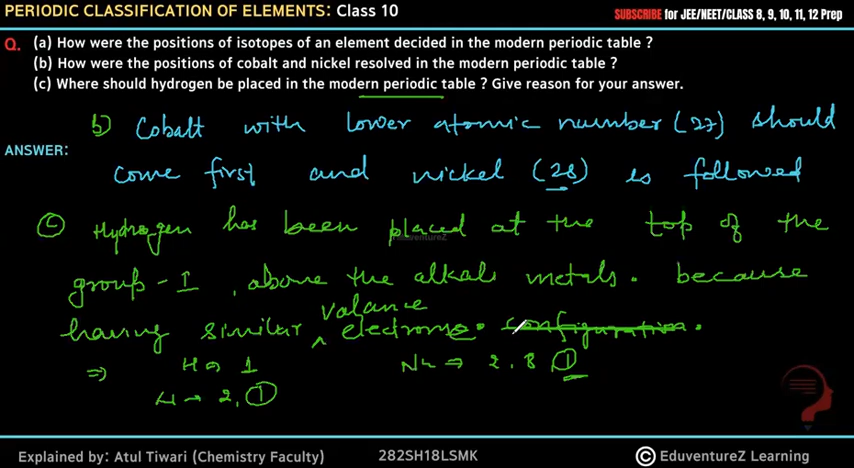 PERIODIC CLASSIFICATION OF ELEMENTS: Class 10
SUBSCRIBE for JEE/NEET/CLASS 8, 9, 10, 11, 12 Prep
Q. (a) How were the positions of isotopes of an element decided in the modern periodic table ?
(b) How were the positions of cobalt and nickel resolved in the modern periodic table ?
(c) Where should hydrogen be placed in the modern periodic table ? Give reason for your answer.
b) Cobalt with lower atomic number (27) should
ANSWER:
come first and nickel (28) is followed
(c) Hydrogen has been placed at the top of the
EduventureZ
group - I, above the alkali metals. because
valance
having similar ^ electrons. configuration.
⇒ H → 1 Na → 2, 8 (1)
Li → 2, (1)
Explained by: Atul Tiwari (Chemistry Faculty)
282SH18LSMK
© EduventureZ Learning